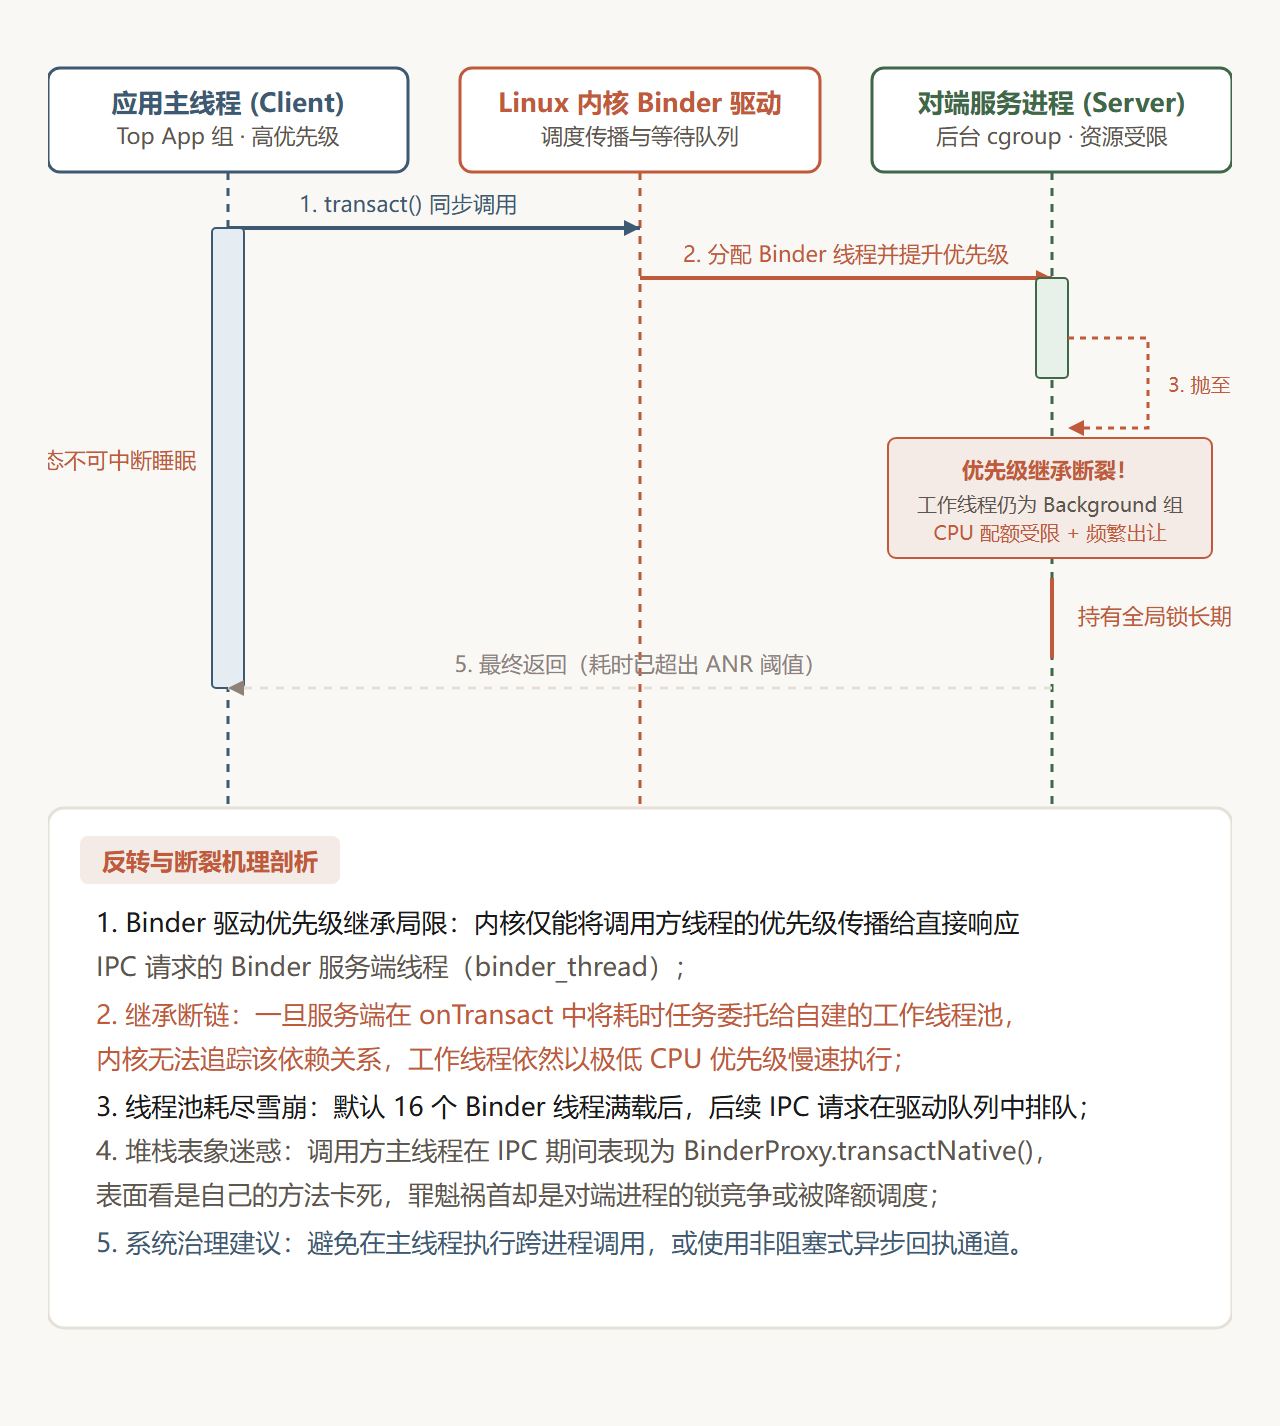 应用主线程 (Client)
Top App 组 · 高优先级
Linux 内核 Binder 驱动
调度传播与等待队列
对端服务进程 (Server)
后台 cgroup · 资源受限
1. transact() 同步调用
2. 分配 Binder 线程并提升优先级
3. 抛至
态不可中断睡眠
优先级继承断裂！
工作线程仍为 Background 组
CPU 配额受限 + 频繁出让
持有全局锁长期
5. 最终返回（耗时已超出 ANR 阈值）
反转与断裂机理剖析
1. Binder 驱动优先级继承局限：内核仅能将调用方线程的优先级传播给直接响应
IPC 请求的 Binder 服务端线程（binder_thread）；
2. 继承断链：一旦服务端在 onTransact 中将耗时任务委托给自建的工作线程池，
内核无法追踪该依赖关系，工作线程依然以极低 CPU 优先级慢速执行；
3. 线程池耗尽雪崩：默认 16 个 Binder 线程满载后，后续 IPC 请求在驱动队列中排队；
4. 堆栈表象迷惑：调用方主线程在 IPC 期间表现为 BinderProxy.transactNative()，
表面看是自己的方法卡死，罪魁祸首却是对端进程的锁竞争或被降额调度；
5. 系统治理建议：避免在主线程执行跨进程调用，或使用非阻塞式异步回执通道。